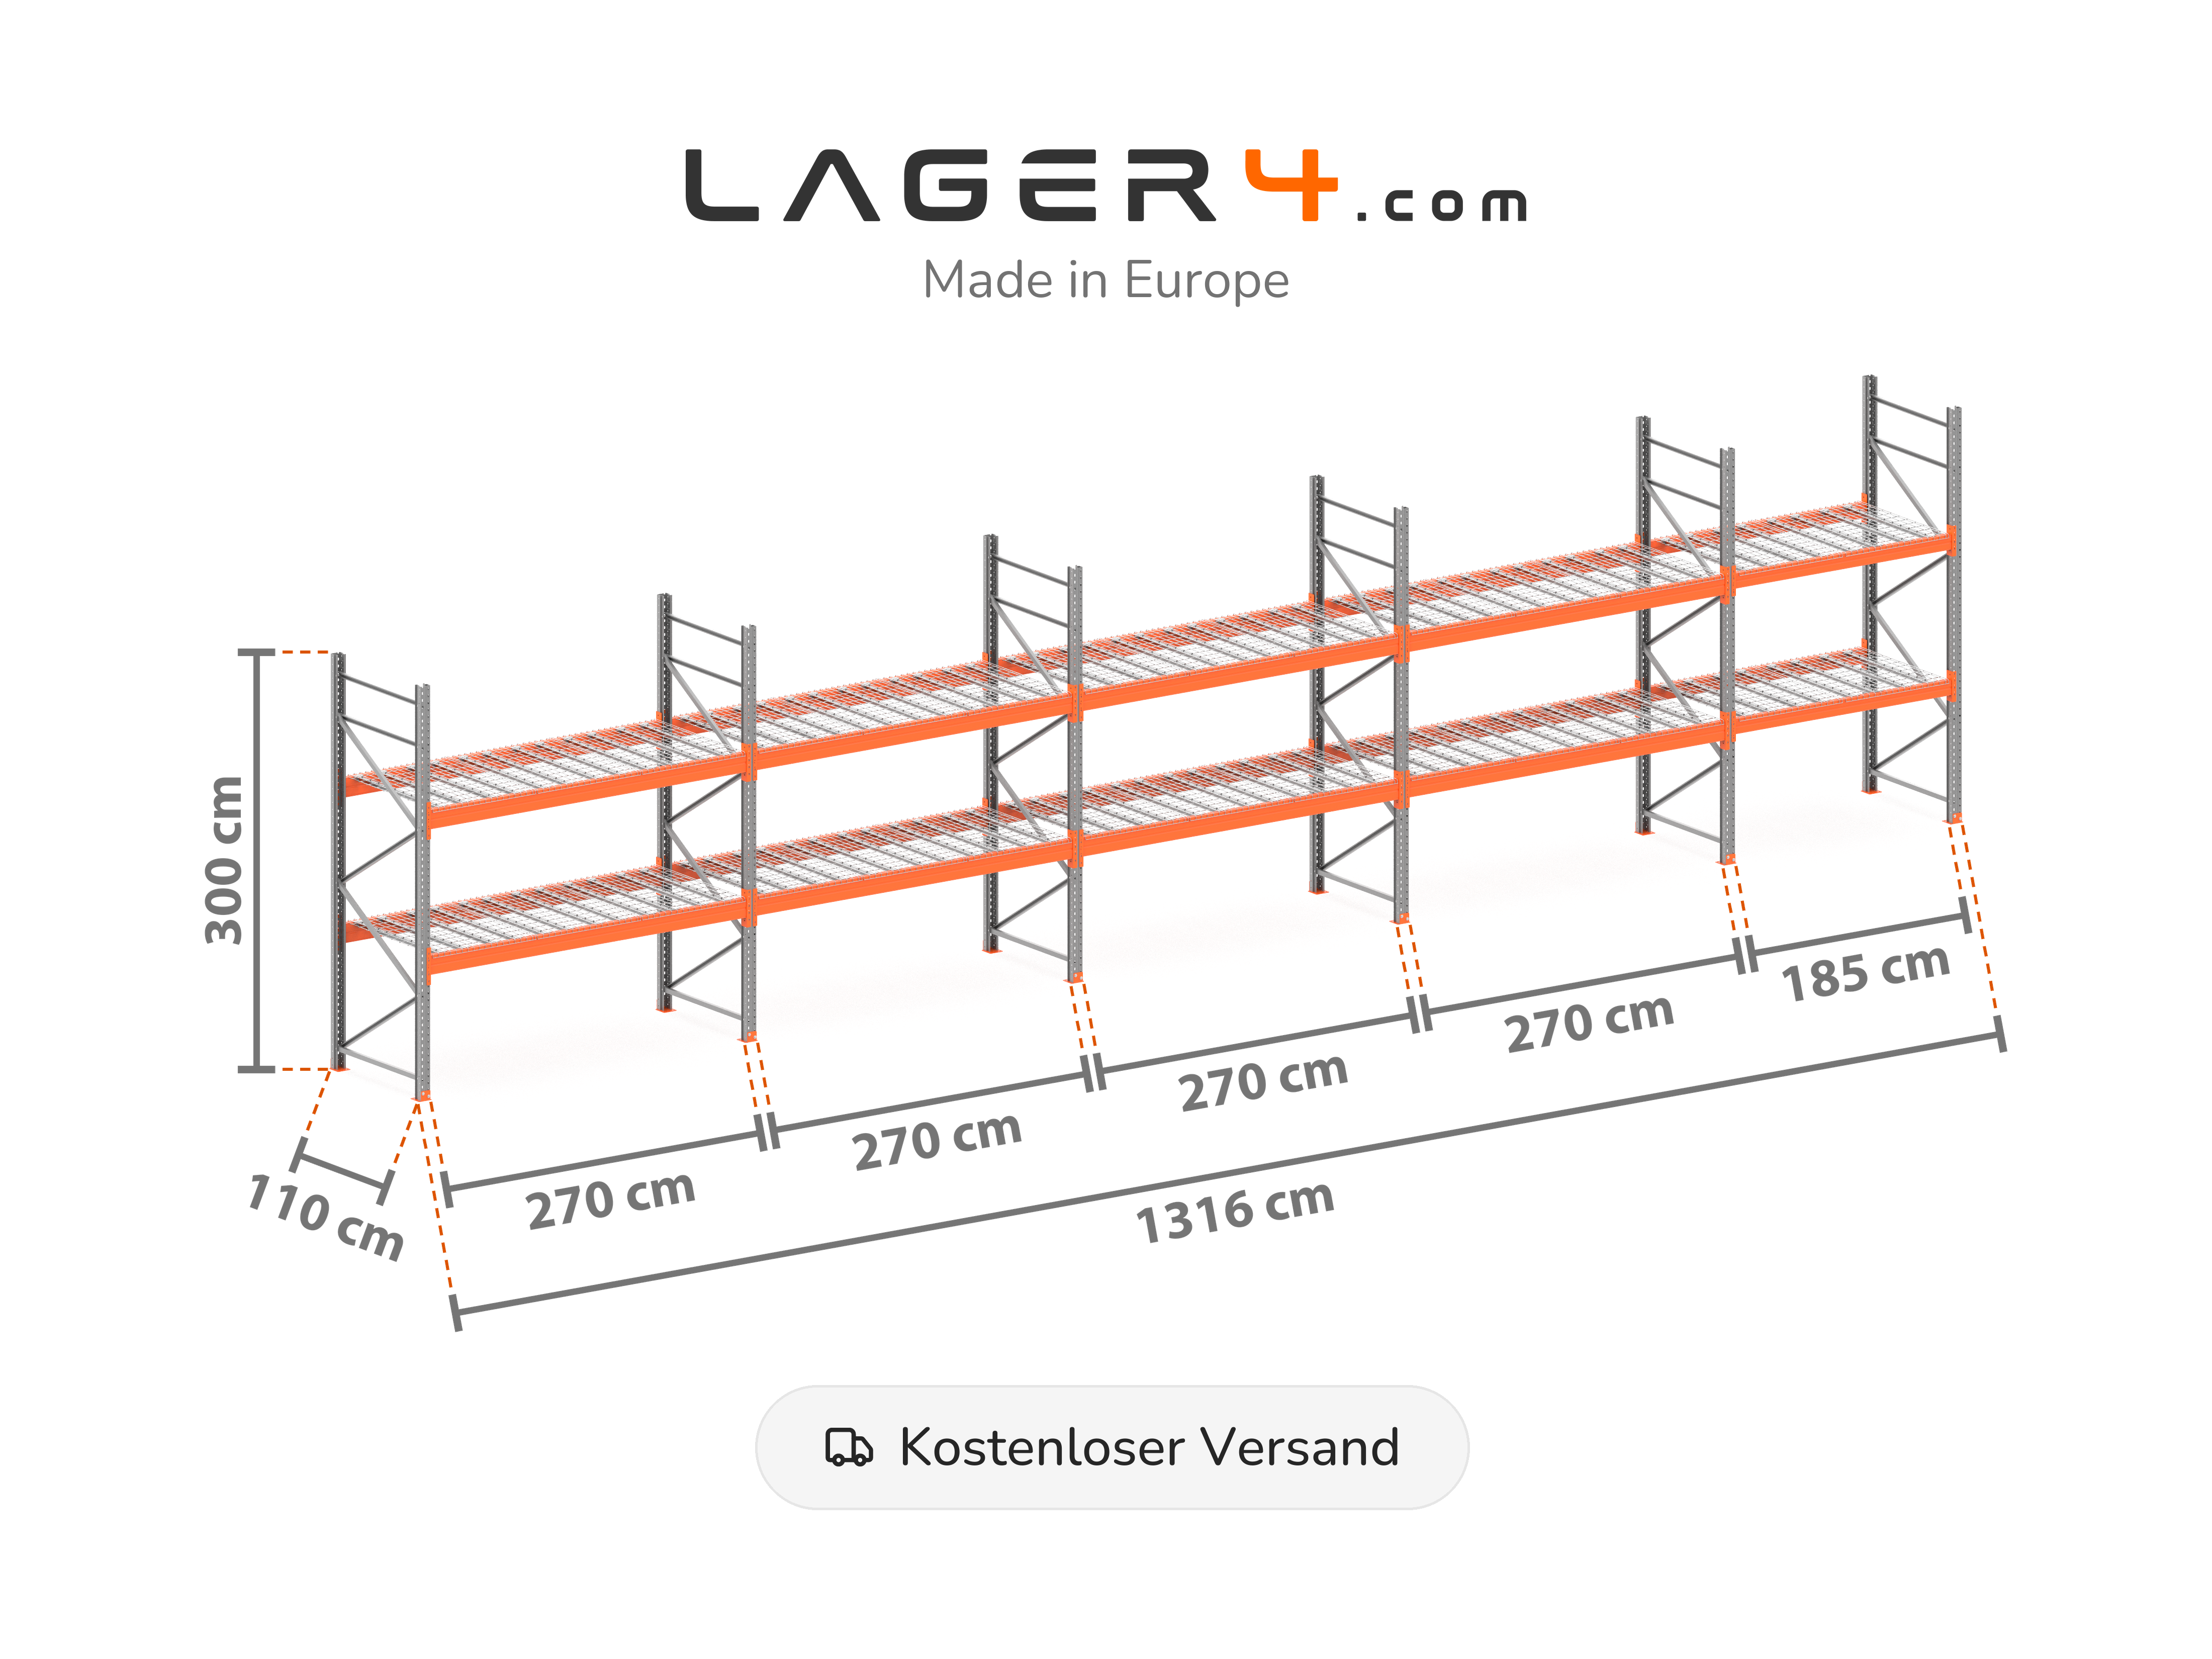 LAGER4.com
Made in Europe
300 cm
110 cm
270 cm
270 cm
270 cm
270 cm
185 cm
1316 cm
Kostenloser Versand